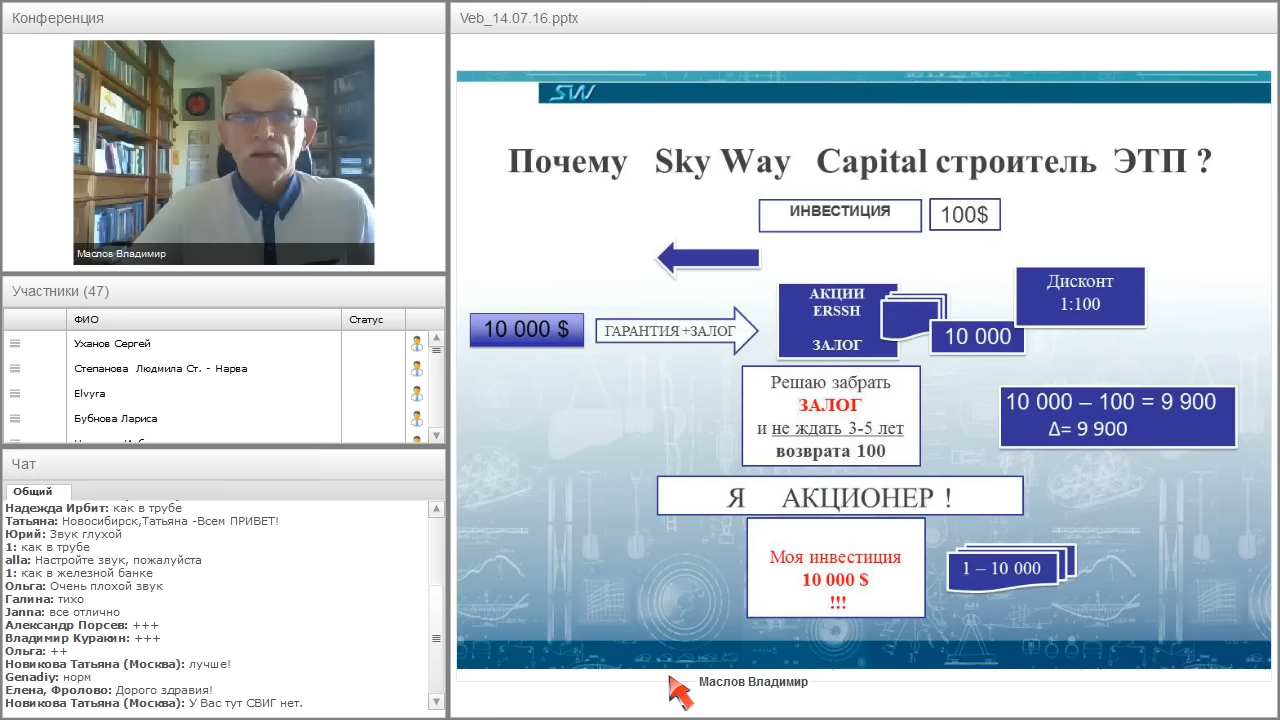 Конференция
Маслов Владимир
Участники (47)
ФИО
Статус
Уханов Сергей
Степанова Людмила Ст. - Нарва
Elvyra
Бубнова Лариса
Чат
Общий
Надежда Ирбит: как в трубе
Татьяна: Новосибирск,Татьяна -Всем ПРИВЕТ!
Юрий: Звук глухой
1: как в трубе
alla: Настройте звук, пожалуйста
1: как в железной банке
Ольга: Очень плохой звук
Галина: тихо
Janna: все отлично
Александр Порсев: +++
Владимир Куракин: +++
Ольга: ++
Новикова Татьяна (Москва): лучше!
Genadiy: норм
Елена, Фролово: Дорого здравия!
Новикова Татьяна (Москва): У Вас тут СВИГ нет.
Veb_14.07.16.pptx
SW
Почему Sky Way Capital строитель ЭТП ?
ИНВЕСТИЦИЯ
100$
Дисконт
1:100
10 000 $
ГАРАНТИЯ+ЗАЛОГ
АКЦИИ
ERSSH
ЗАЛОГ
10 000
Решаю забрать
ЗАЛОГ
и не ждать 3-5 лет
возврата 100
10 000 – 100 = 9 900
Δ= 9 900
Я АКЦИОНЕР !
Моя инвестиция
10 000 $
!!!
1 – 10 000
Маслов Владимир